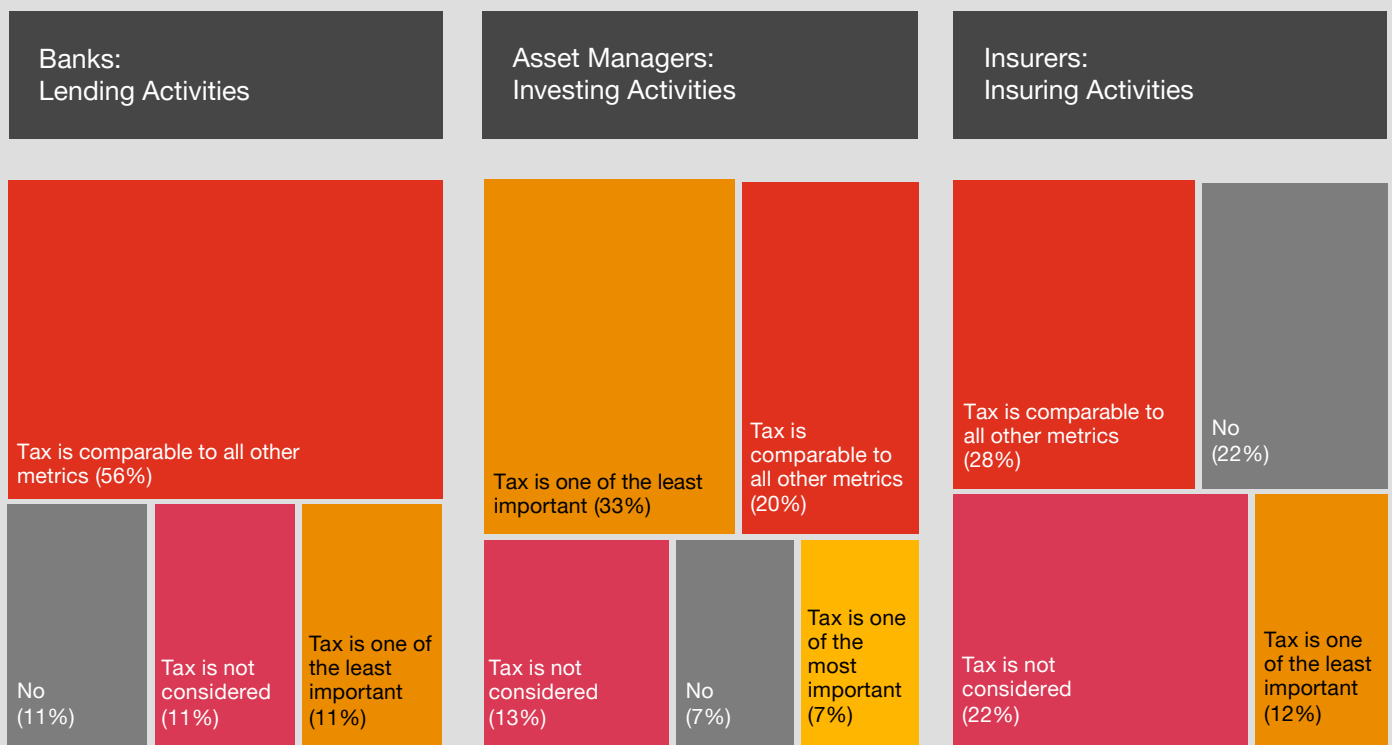 Banks:
Lending Activities
Asset Managers:
Investing Activities
Insurers:
Insuring Activities
Tax is comparable to all other
metrics (56%)
No
(11%)
Tax is not
considered
(11%)
Tax is one of
the least
important
(11%)
Tax is one of the least
important (33%)
Tax is
comparable to
all other metrics
(20%)
Tax is not
considered
(13%)
No
(7%)
Tax is one
of the
most
important
(7%)
Tax is comparable to
all other metrics
(28%)
No
(22%)
Tax is not
considered
(22%)
Tax is one
of the least
important
(12%)